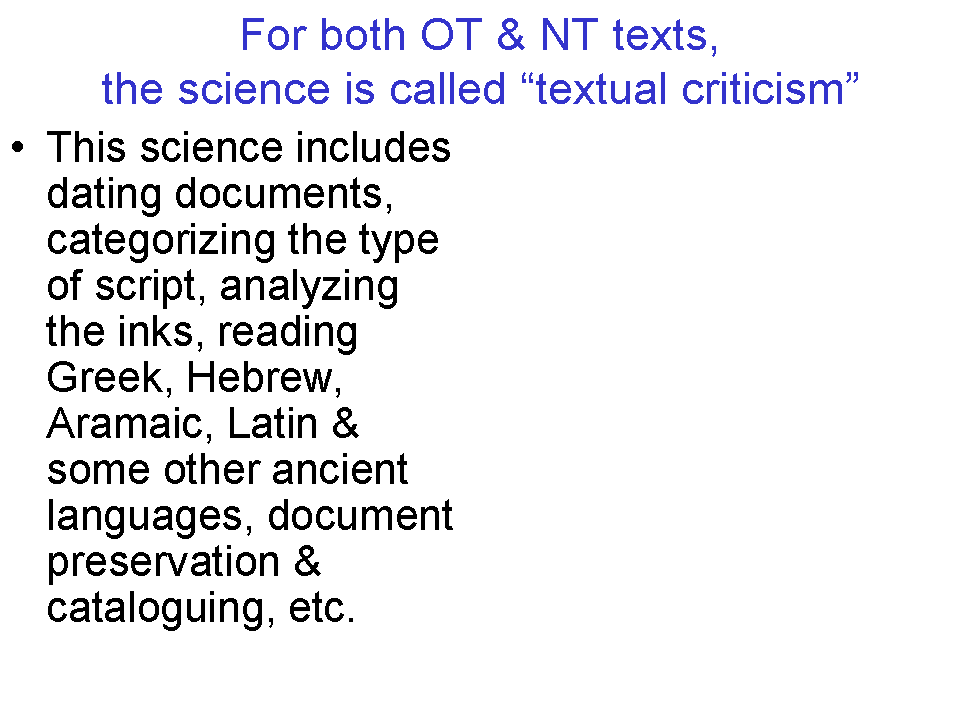 For both OT & NT texts,
the science is called “textual criticism”
• This science includes
dating documents,
categorizing the type
of script, analyzing
the inks, reading
Greek, Hebrew,
Aramaic, Latin &
some other ancient
languages, document
preservation &
cataloguing, etc.